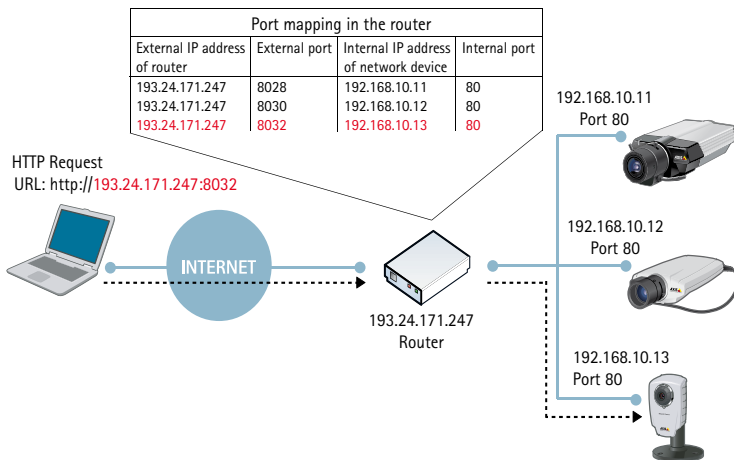 Port mapping in the router
External IP address of router External port Internal IP address of network device Internal port
193.24.171.247 8028 192.168.10.11 80
193.24.171.247 8030 192.168.10.12 80
193.24.171.247 8032 192.168.10.13 80
HTTP Request
URL: http://193.24.171.247:8032
INTERNET
193.24.171.247
Router
192.168.10.11
Port 80
192.168.10.12
Port 80
192.168.10.13
Port 80